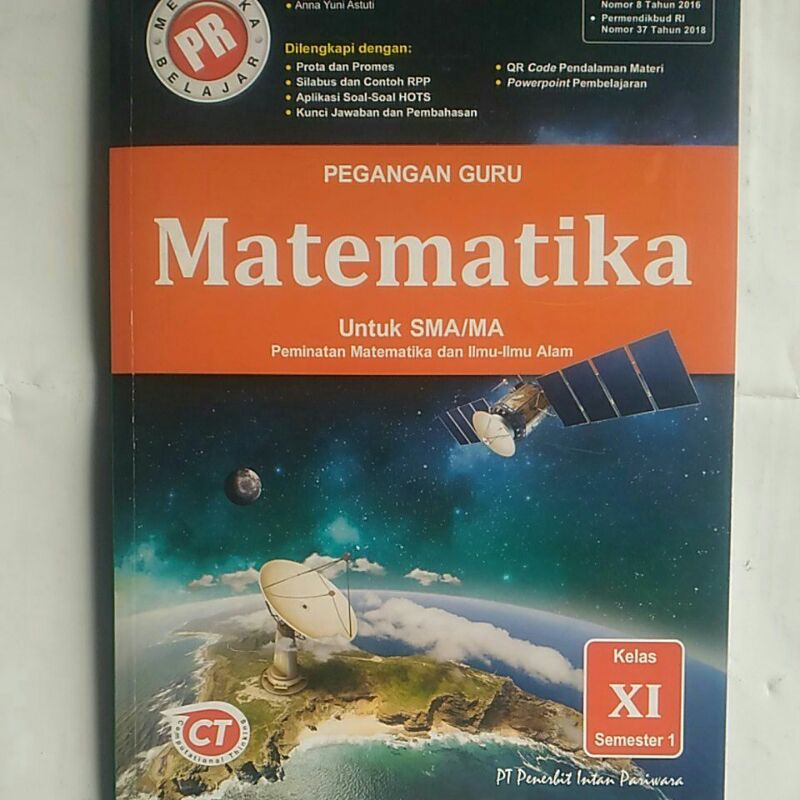 • Anna Yuni Astuti
Nomor 8 Tahun 2016
• Permendikbud RI
Nomor 37 Tahun 2018
PR
BELAJAR
Dilengkapi dengan:
• Prota dan Promes
• Silabus dan Contoh RPP
• Aplikasi Soal-Soal HOTS
• Kunci Jawaban dan Pembahasan
• QR Code Pendalaman Materi
• Powerpoint Pembelajaran
PEGANGAN GURU
Matematika
Untuk SMA/MA
Peminatan Matematika dan Ilmu-Ilmu Alam
Kelas
XI
Semester 1
CT
Computational Thinking
PT Penerbit Intan Pariwara